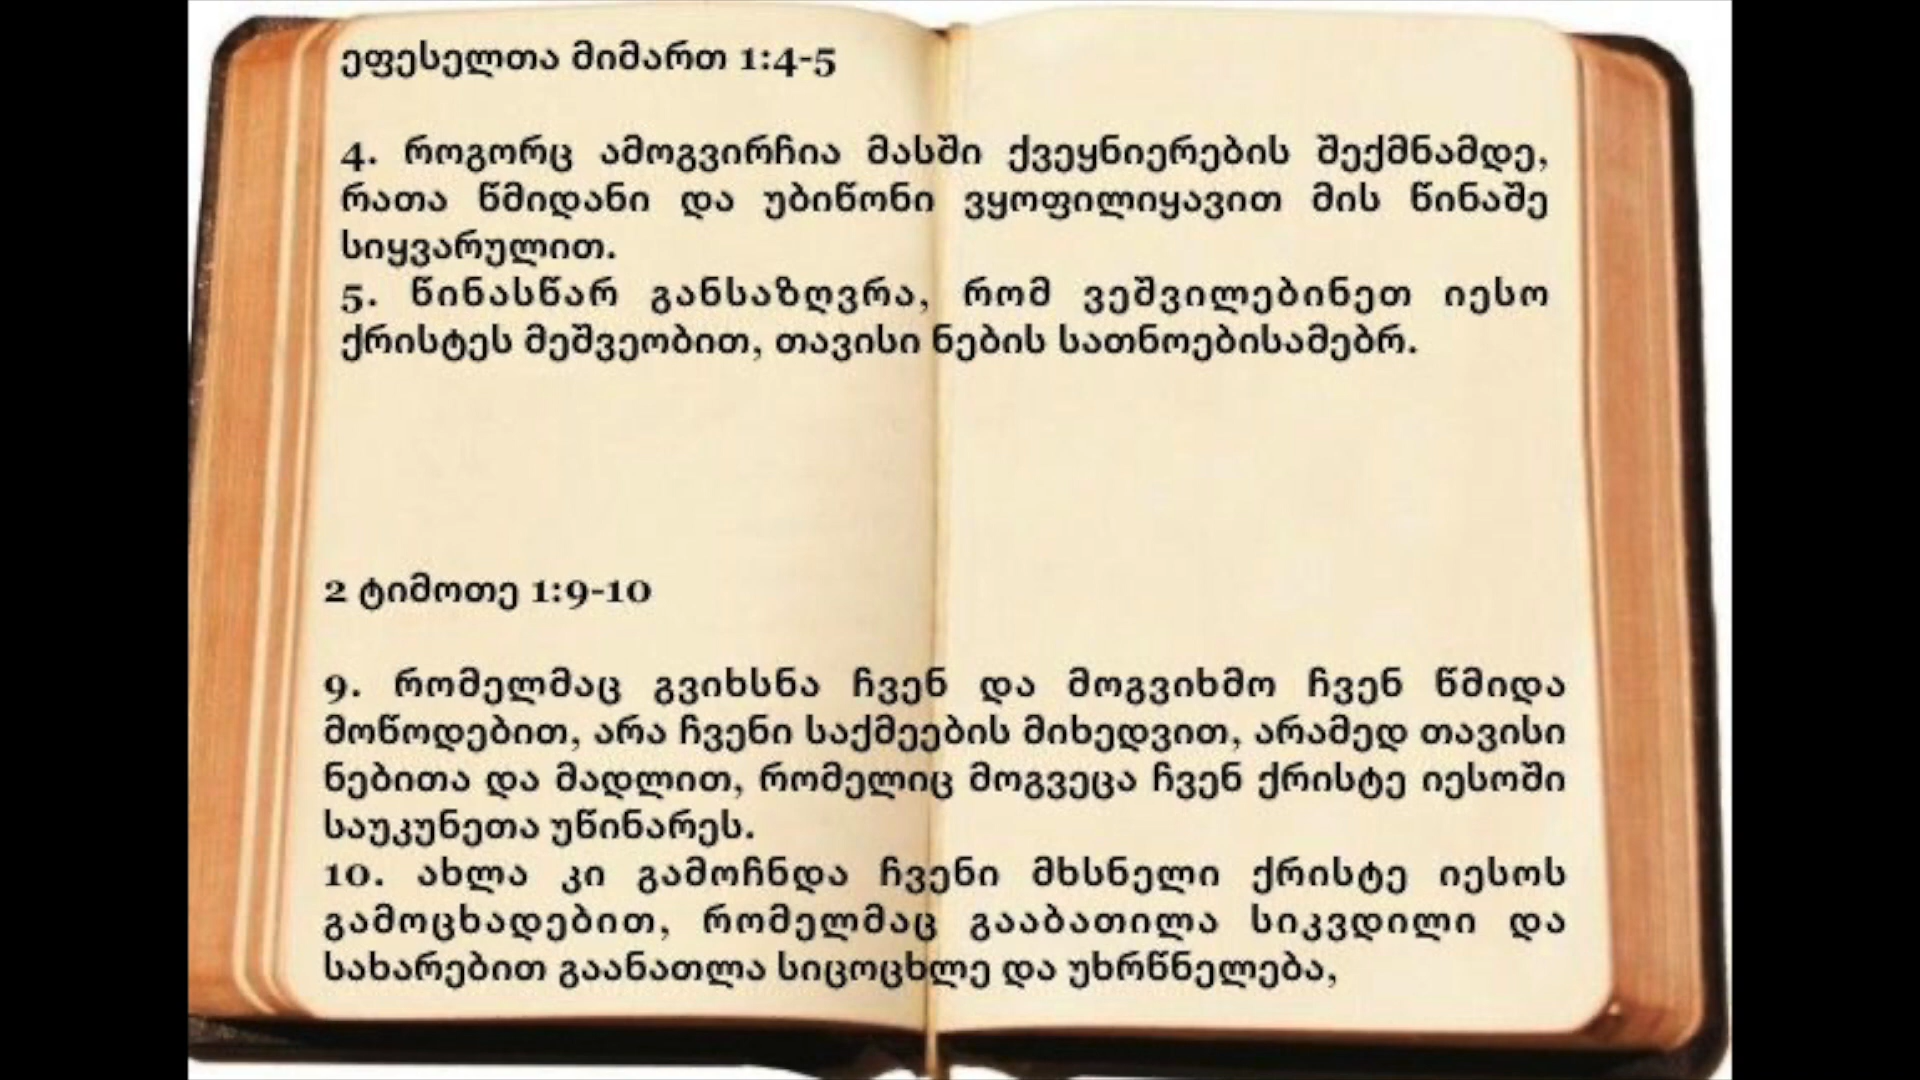 ეფესელთა მიმართ 1:4-5
4. როგორც ამოგვირჩია მასში ქვეყნიერების შექმნამდე,
რათა წმიდანი და უბიწონი ვყოფილიყავით მის წინაშე
სიყვარულით.
5. წინასწარ განსაზღვრა, რომ ვეშვილებინეთ იესო
ქრისტეს მეშვეობით, თავისი ნების სათნოებისამებრ.
2 ტიმოთე 1:9-10
9. რომელმაც გვიხსნა ჩვენ და მოგვიხმო ჩვენ წმიდა
მოწოდებით, არა ჩვენი საქმეების მიხედვით, არამედ თავისი
ნებითა და მადლით, რომელიც მოგვეცა ჩვენ ქრისტე იესოში
საუკუნეთა უწინარეს.
10. ახლა კი გამოჩნდა ჩვენი მხსნელი ქრისტე იესოს
გამოცხადებით, რომელმაც გააბათილა სიკვდილი და
სახარებით გაანათლა სიცოცხლე და უხრწნელება,